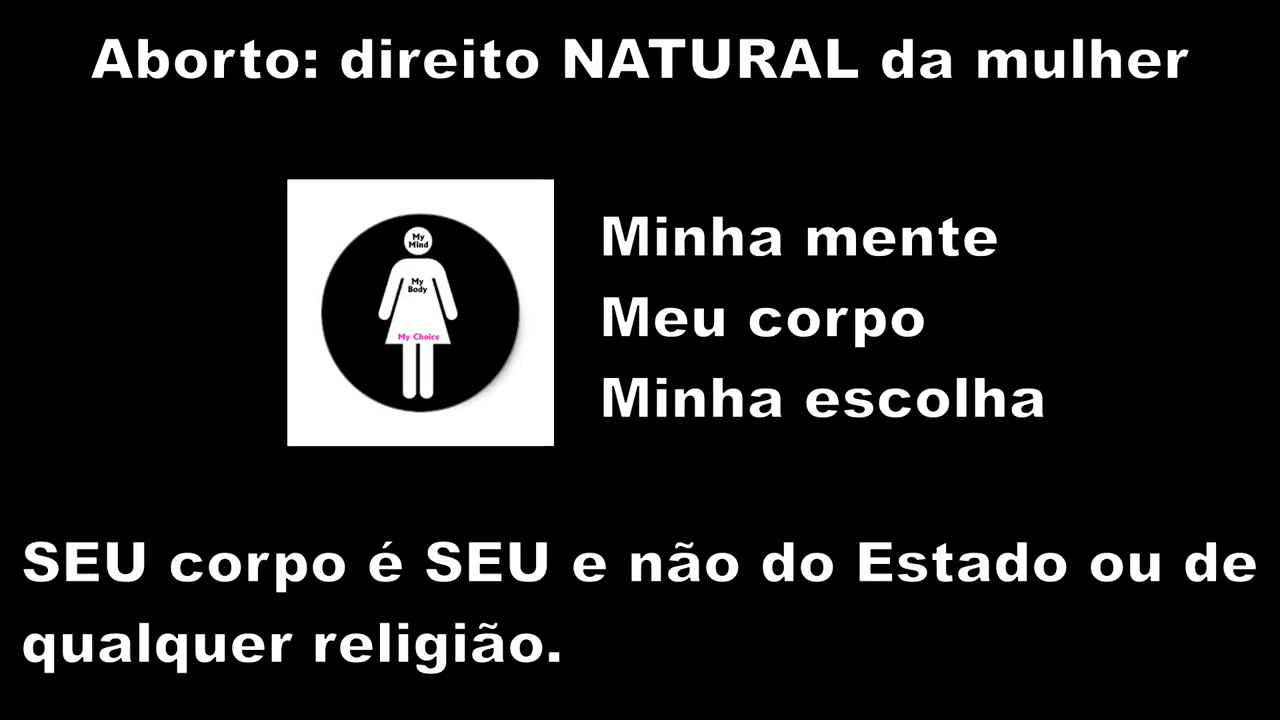 Aborto: direito NATURAL da mulher
My
Mind
My
Body
My Choice
Minha mente
Meu corpo
Minha escolha
SEU corpo é SEU e não do Estado ou de
qualquer religião.